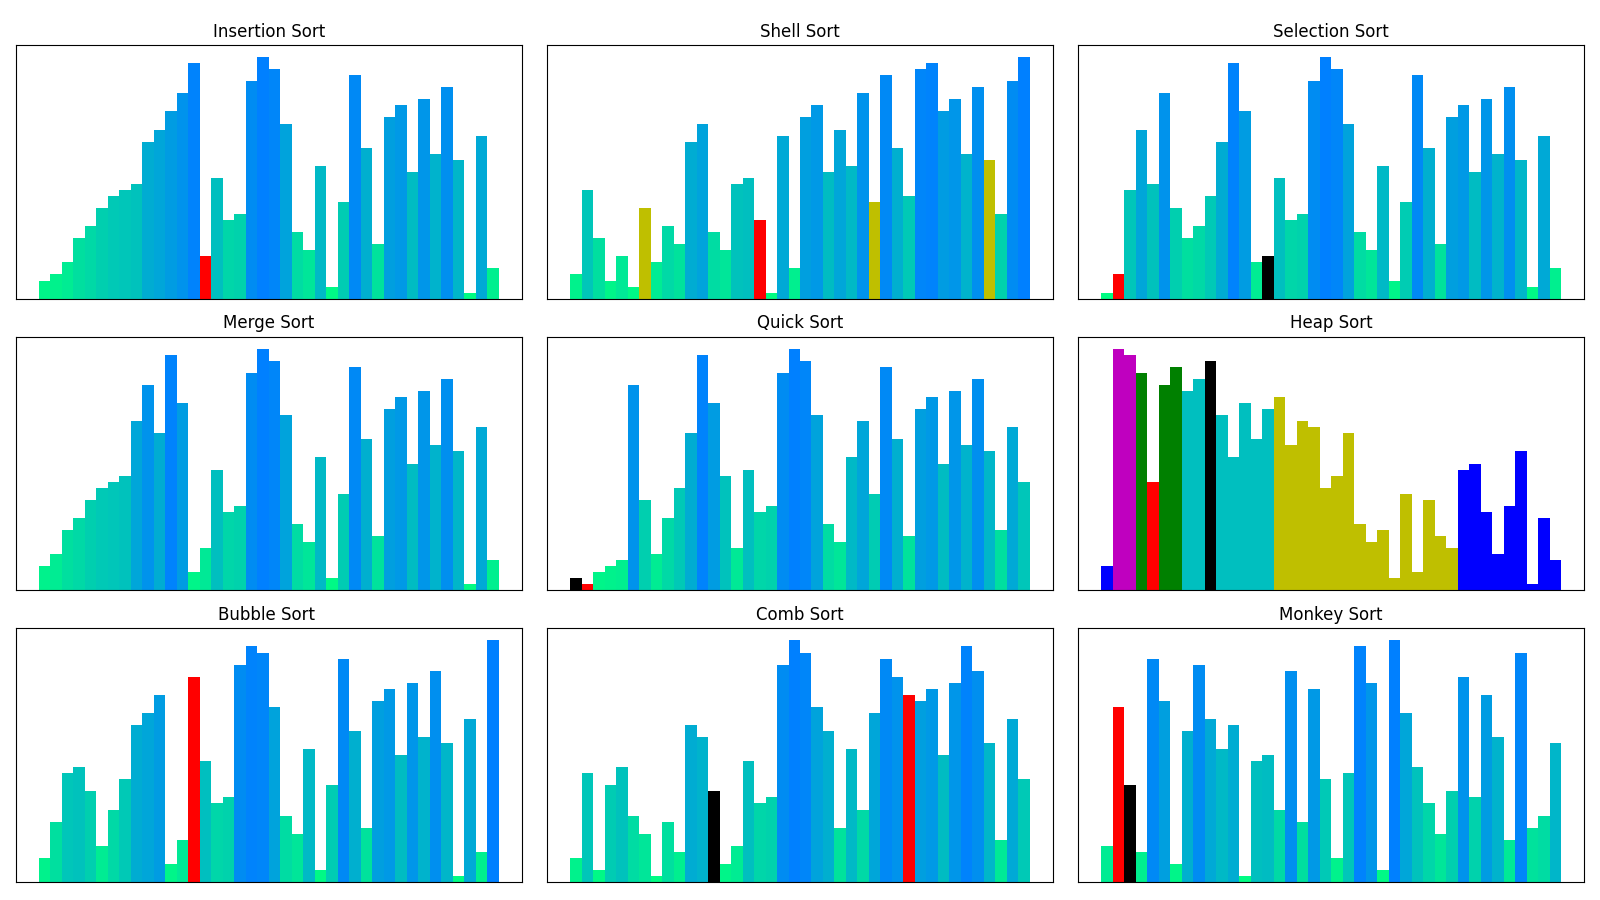 Insertion Sort
Shell Sort
Selection Sort
Merge Sort
Quick Sort
Heap Sort
Bubble Sort
Comb Sort
Monkey Sort